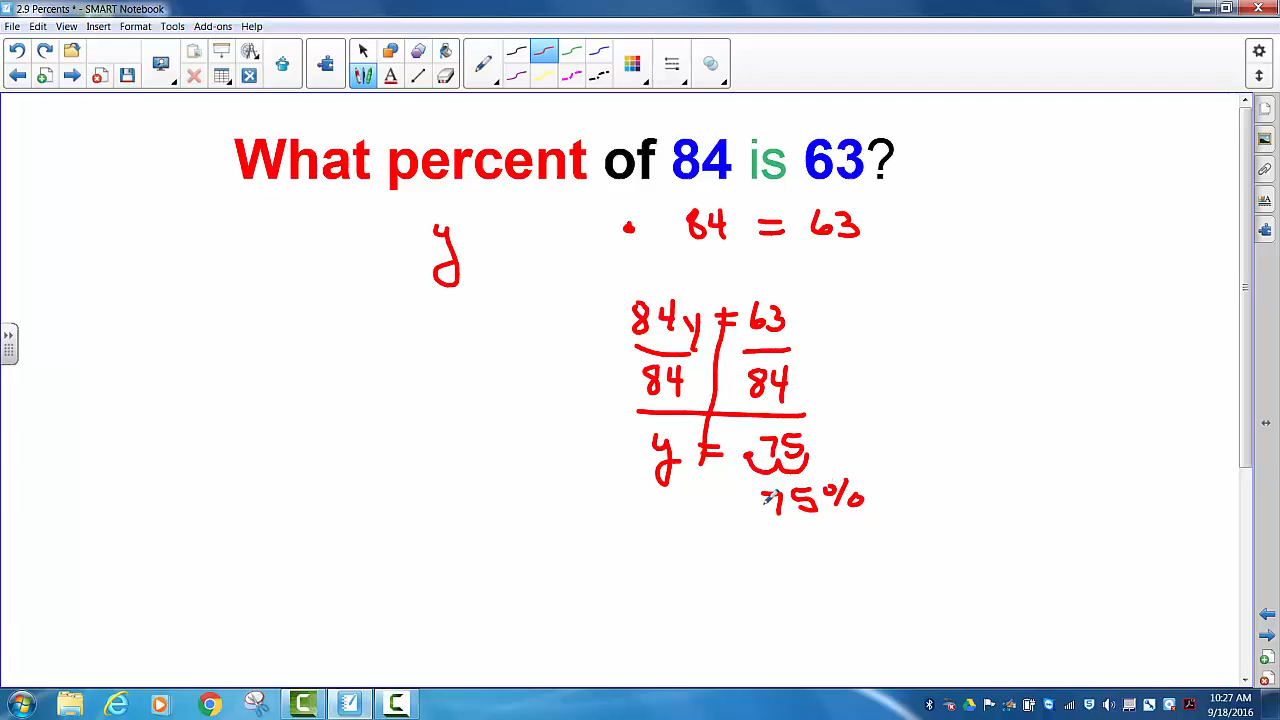 2.9 Percents * - SMART Notebook
File Edit View Insert Format Tools Add-ons Help
What percent of 84 is 63?
y · 84 = 63
84y = 63
84 84
y = .75
75%
10:27 AM
9/18/2016